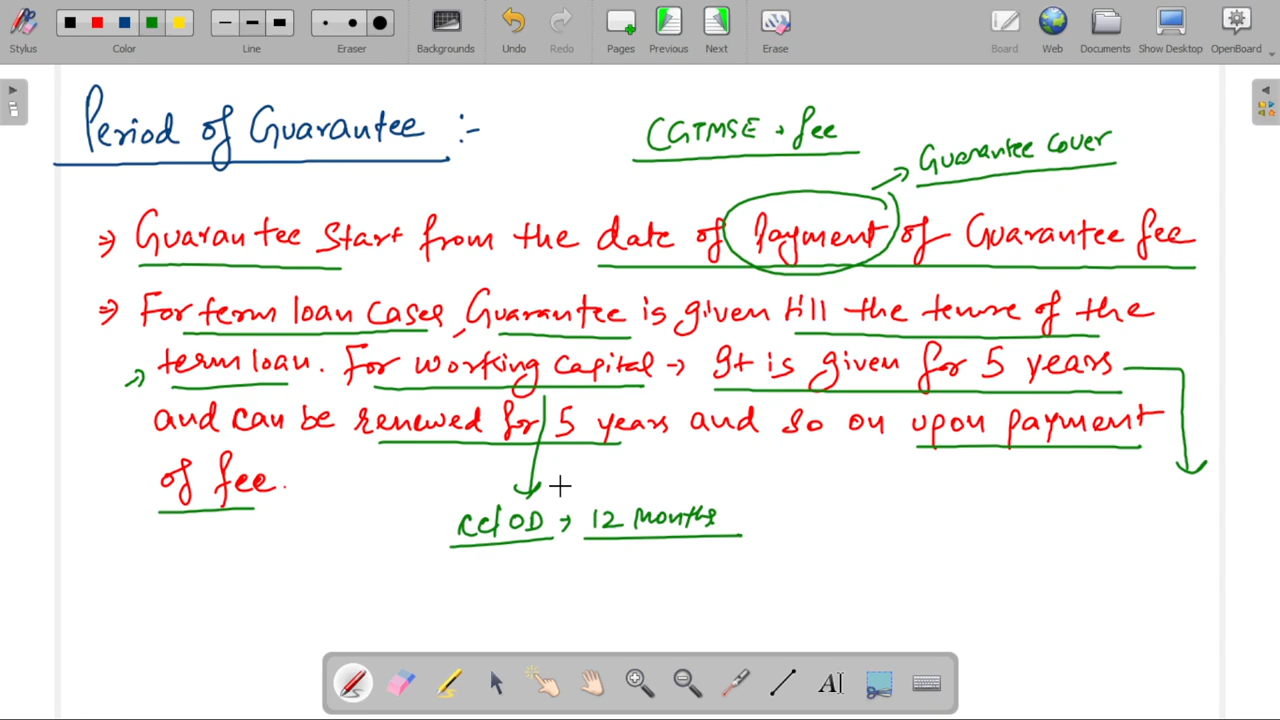 Stylus Color Line Eraser Backgrounds Undo Redo Pages Previous Next Erase Board Web Documents Show Desktop OpenBoard
Period of Guarantee :-
CGTMSE → fee
Guarantee cover
⇒ Guarantee Start from the date of Payment of Guarantee fee
⇒ For term loan cases, Guarantee is given till the tenure of the
→ term loan. For working capital → It is given for 5 years
and can be renewed for 5 years and so on upon payment
of fee.
CC/OD → 12 Months